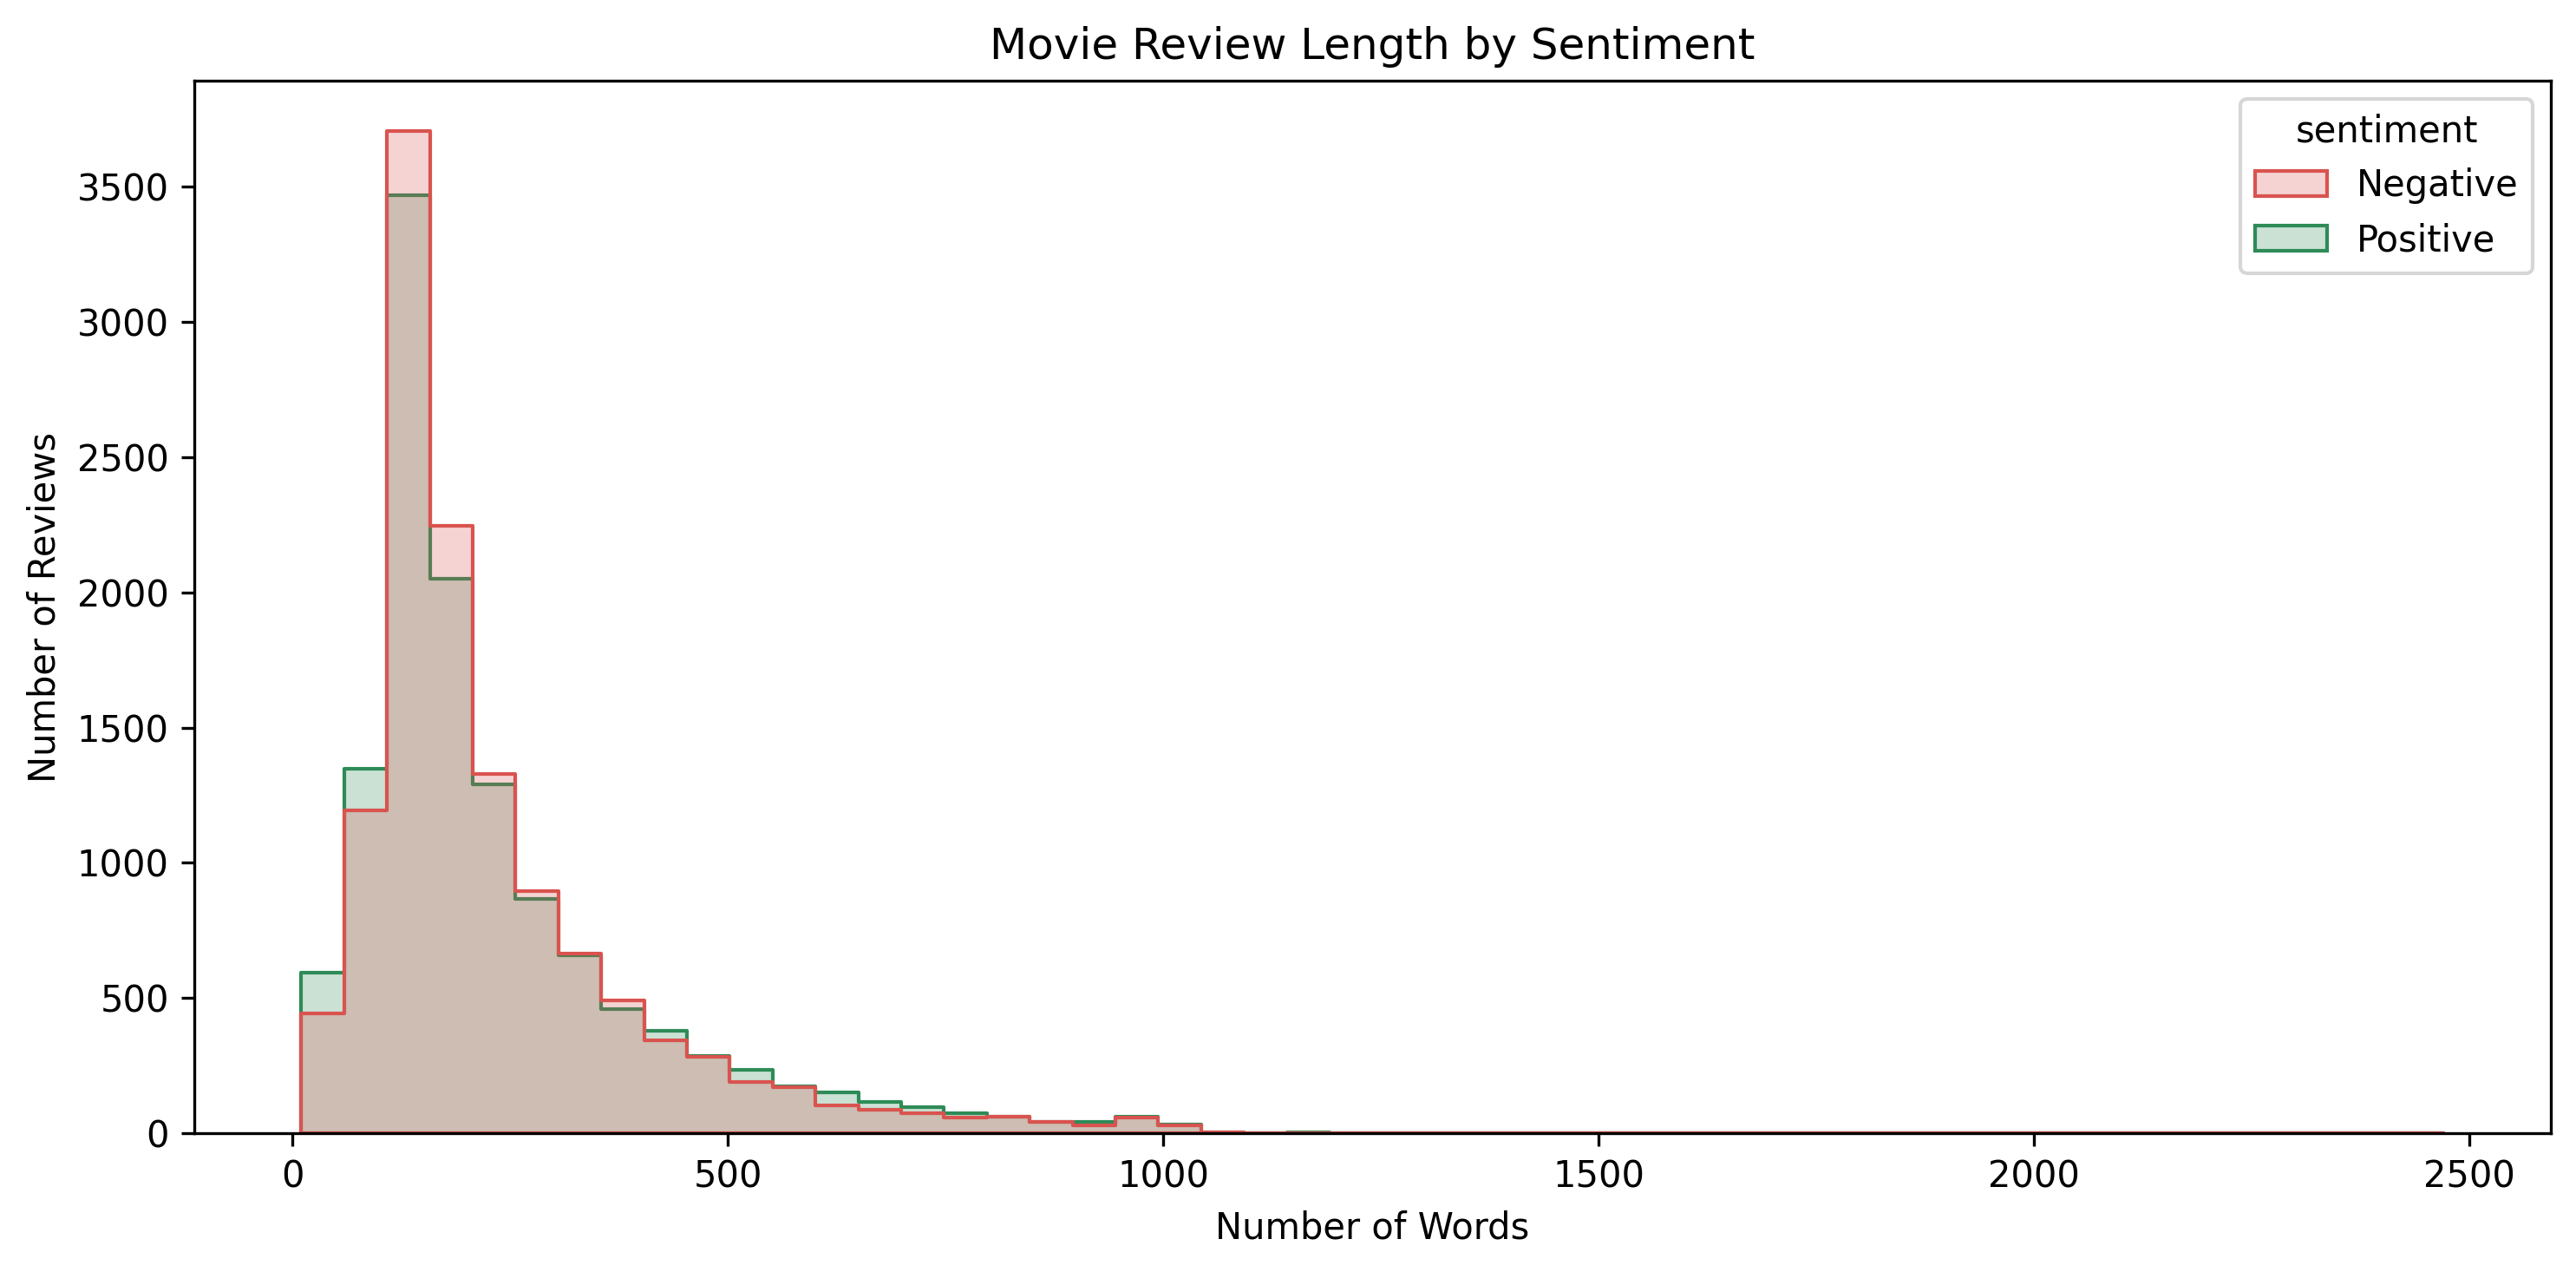 Movie Review Length by Sentiment
sentiment
Negative
Positive
Number of Reviews
3500
3000
2500
2000
1500
1000
500
0
0 500 1000 1500 2000 2500
Number of Words